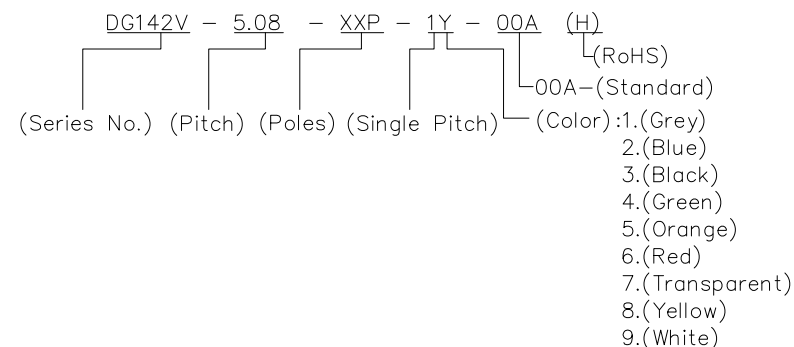 DG142V - 5.08 - XXP - 1Y - 00A (H)
(RoHS)
00A-(Standard)
(Series No.) (Pitch) (Poles) (Single Pitch) (Color):1.(Grey)
2.(Blue)
3.(Black)
4.(Green)
5.(Orange)
6.(Red)
7.(Transparent)
8.(Yellow)
9.(White)